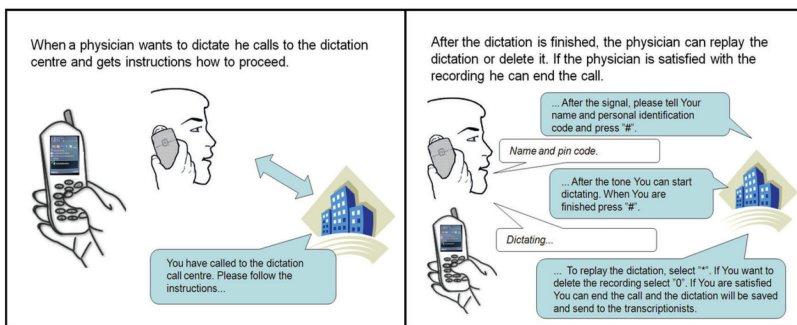 When a physician wants to dictate he calls to the dictation
centre and gets instructions how to proceed.
You have called to the dictation
call centre. Please follow the
instructions...
After the dictation is finished, the physician can replay the
dictation or delete it. If the physician is satisfied with the
recording he can end the call.
... After the signal, please tell Your
name and personal identification
code and press "#".
Name and pin code.
... After the tone You can start
dictating. When You are
finished press "#".
Dictating...
... To replay the dictation, select "*". If You want to
delete the recording select "0". If You are satisfied
You can end the call and the dictation will be saved
and send to the transcriptionists.